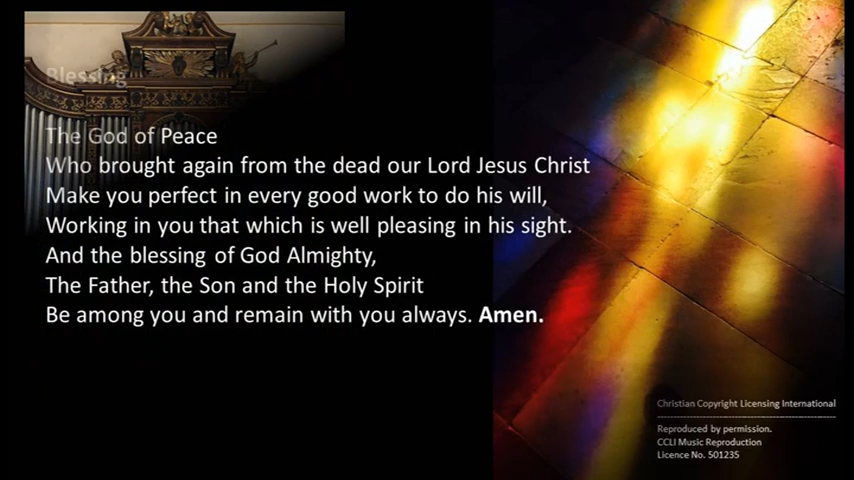 Blessing
The God of Peace
Who brought again from the dead our Lord Jesus Christ
Make you perfect in every good work to do his will,
Working in you that which is well pleasing in his sight.
And the blessing of God Almighty,
The Father, the Son and the Holy Spirit
Be among you and remain with you always. Amen.
Christian Copyright Licensing International
Reproduced by permission.
CCLI Music Reproduction
Licence No. 501235